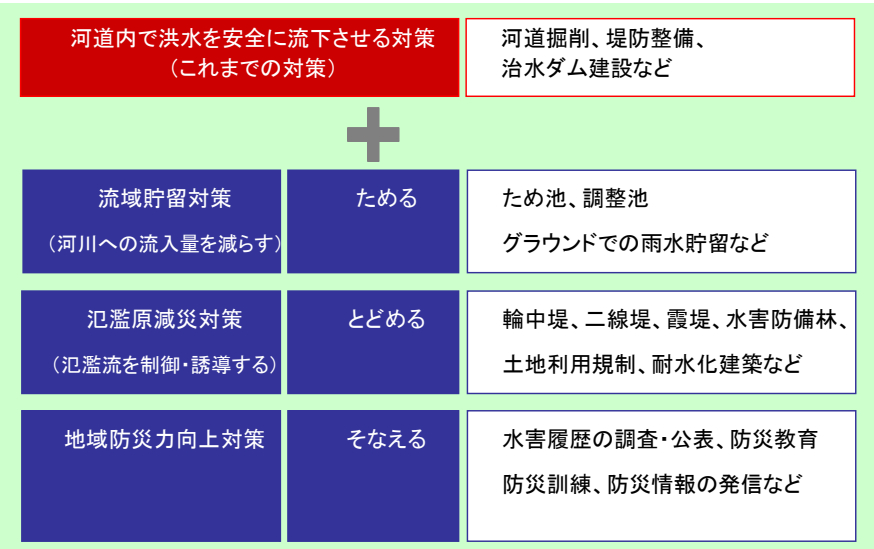 河道内で洪水を安全に流下させる対策
（これまでの対策）
河道掘削、堤防整備、
治水ダム建設など
流域貯留対策
（河川への流入量を減らす）
ためる
ため池、調整池
グラウンドでの雨水貯留など
氾濫原減災対策
（氾濫流を制御・誘導する）
とどめる
輪中堤、二線堤、霞堤、水害防備林、
土地利用規制、耐水化建築など
地域防災力向上対策
そなえる
水害履歴の調査・公表、防災教育
防災訓練、防災情報の発信など